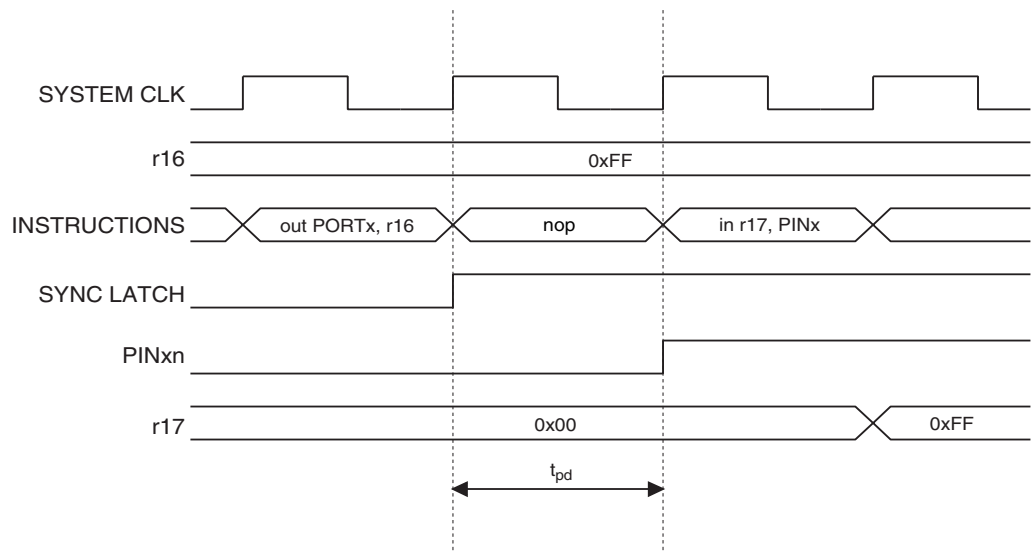 SYSTEM CLK
r16
0xFF
INSTRUCTIONS
out PORTx, r16
nop
in r17, PINx
SYNC LATCH
PINxn
r17
0x00
0xFF
tpd